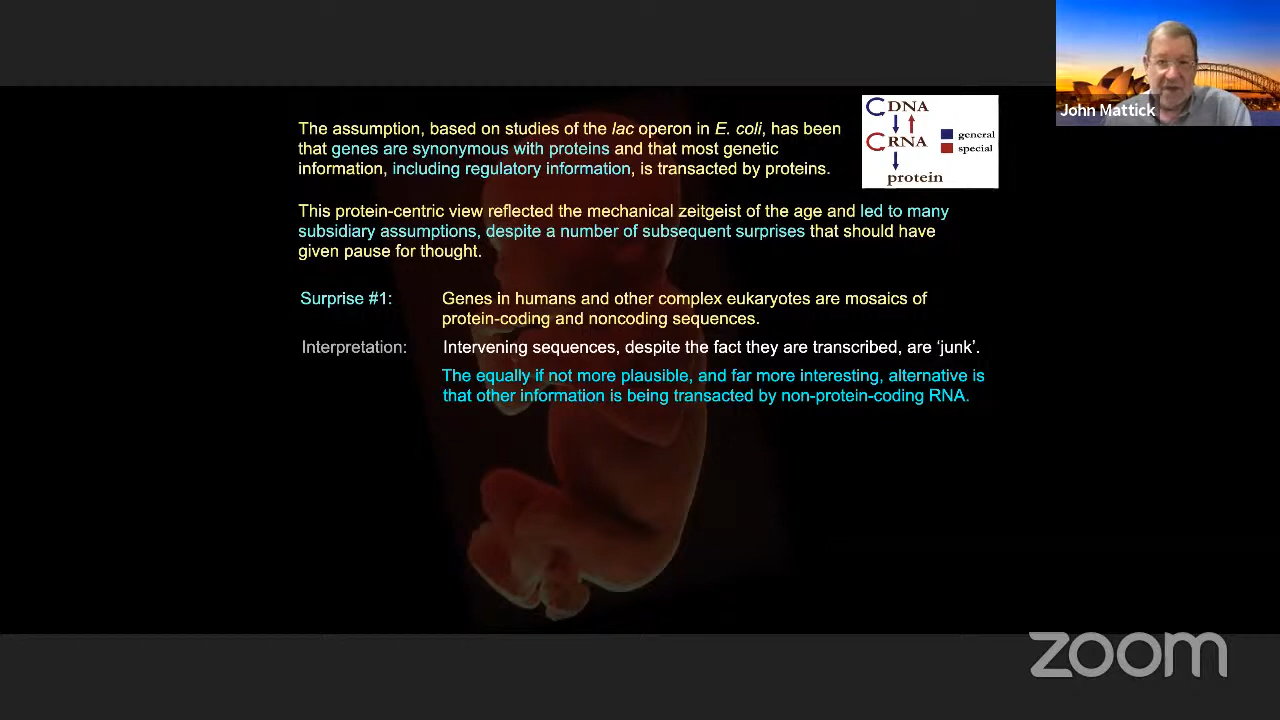 John Mattick
The assumption, based on studies of the lac operon in E. coli, has been
that genes are synonymous with proteins and that most genetic
information, including regulatory information, is transacted by proteins.
DNA
RNA
protein
general
special
This protein-centric view reflected the mechanical zeitgeist of the age and led to many
subsidiary assumptions, despite a number of subsequent surprises that should have
given pause for thought.
Surprise #1: Genes in humans and other complex eukaryotes are mosaics of
protein-coding and noncoding sequences.
Interpretation: Intervening sequences, despite the fact they are transcribed, are ‘junk’.
The equally if not more plausible, and far more interesting, alternative is
that other information is being transacted by non-protein-coding RNA.
zoom